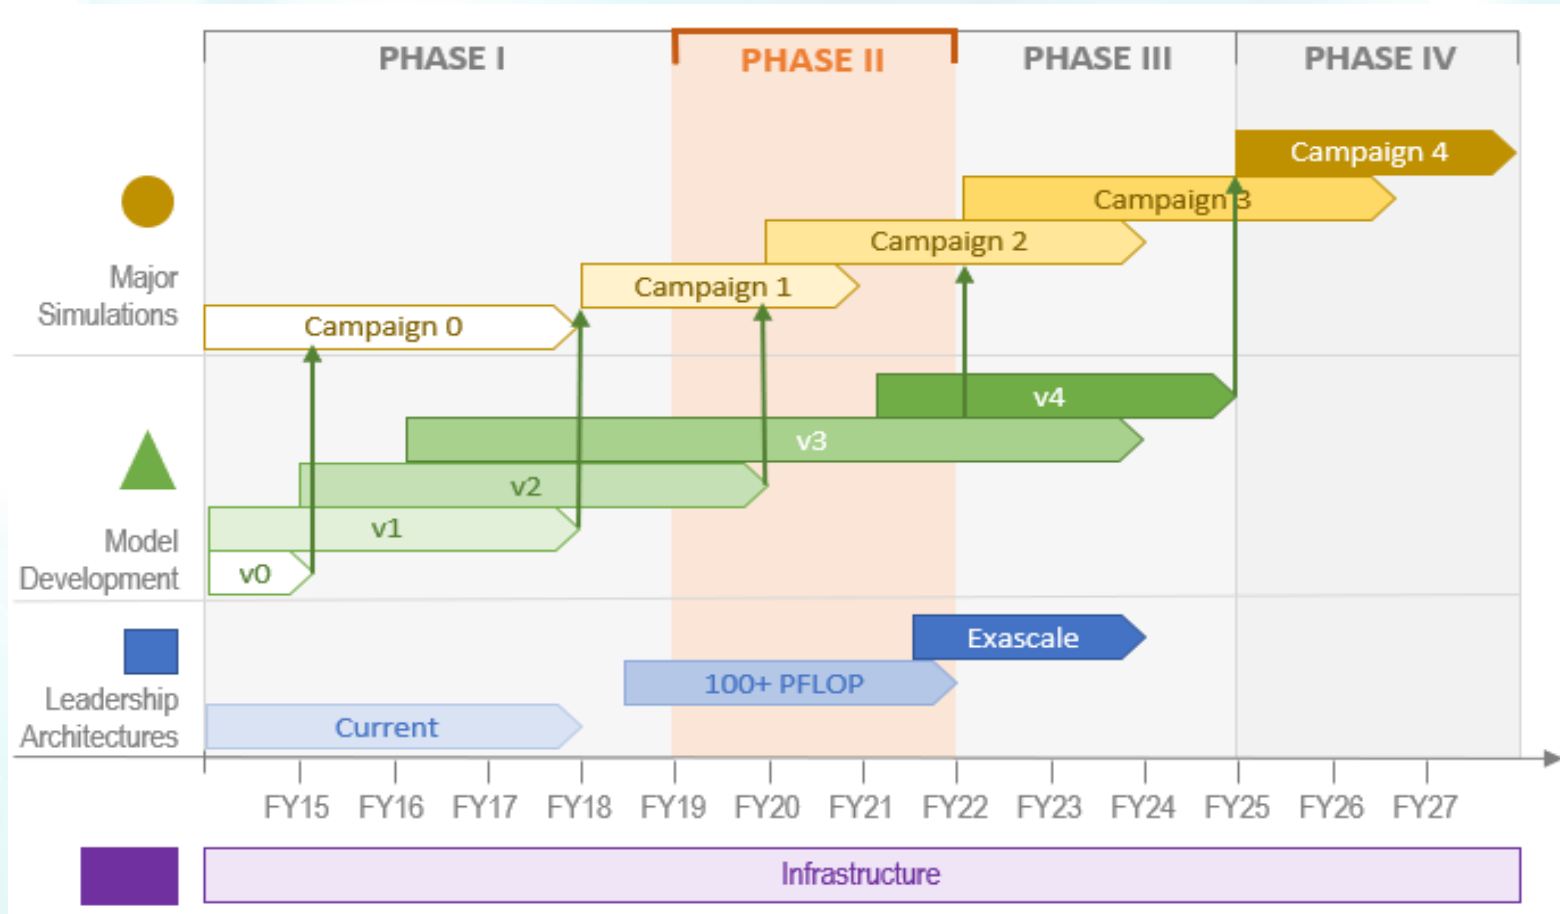 PHASE I
PHASE II
PHASE III
PHASE IV
Campaign 4
Campaign 3
Campaign 2
Campaign 1
Campaign 0
Major
Simulations
v4
v3
v2
v1
v0
Model
Development
Exascale
100+ PFLOP
Current
Leadership
Architectures
FY15 FY16 FY17 FY18 FY19 FY20 FY21 FY22 FY23 FY24 FY25 FY26 FY27
Infrastructure